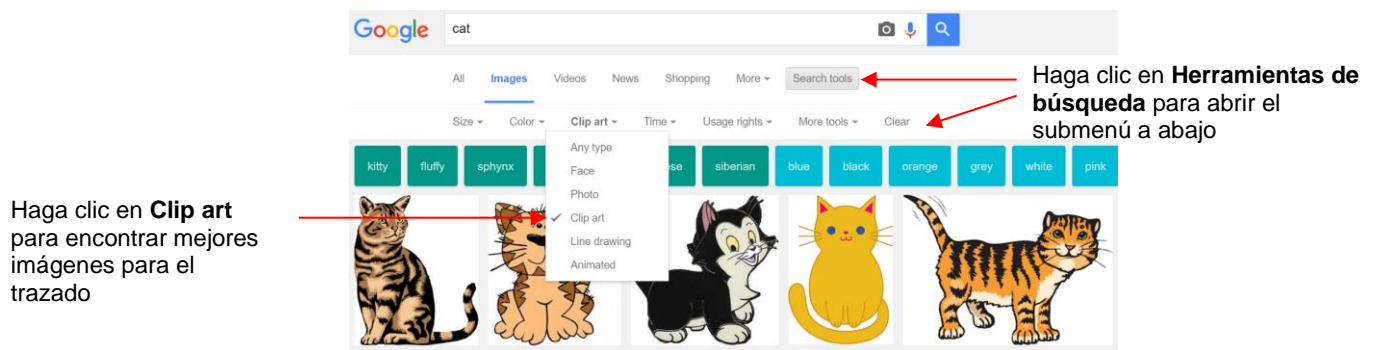 Google cat
All Images Videos News Shopping More Search tools
Size Color Clip art Time Usage rights More tools Clear
Any type
Face
Photo
Clip art
Line drawing
Animated
kitty fluffy sphynx siberian blue black orange grey white pink
Haga clic en Herramientas de
búsqueda para abrir el
submenú a abajo
Haga clic en Clip art
para encontrar mejores
imágenes para el
trazado